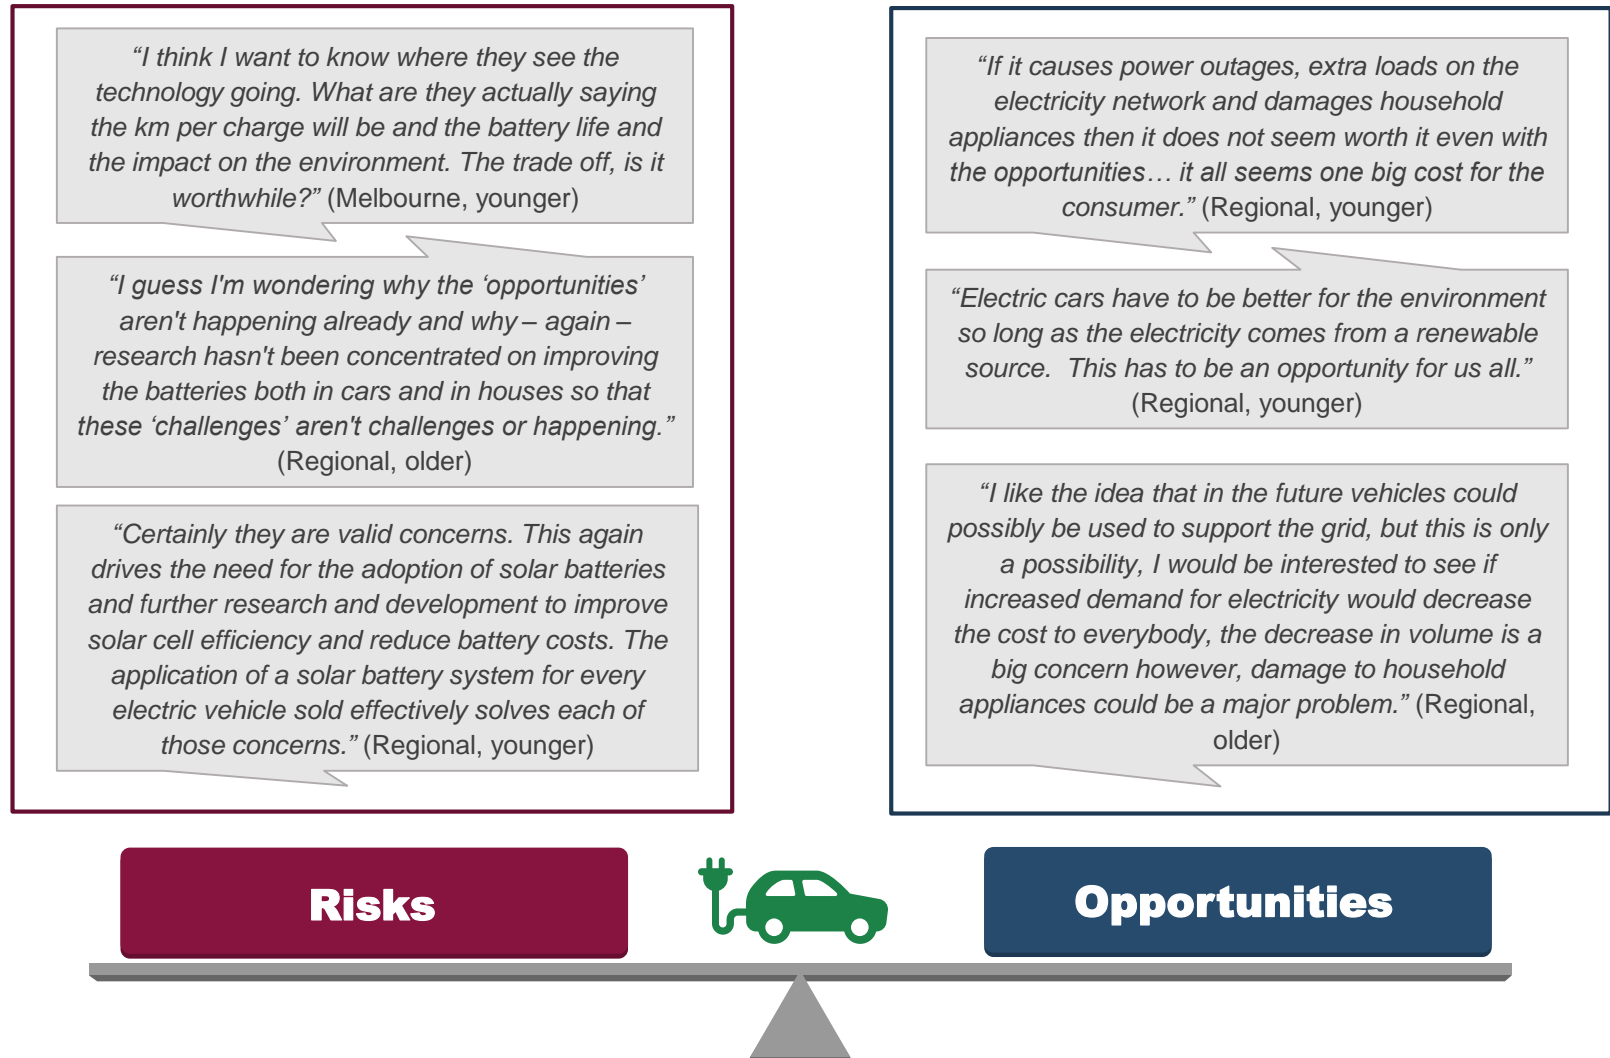 “I think I want to know where they see the
technology going. What are they actually saying
the km per charge will be and the battery life and
the impact on the environment. The trade off, is it
worthwhile?” (Melbourne, younger)
“I guess I'm wondering why the ‘opportunities’
aren't happening already and why – again –
research hasn't been concentrated on improving
the batteries both in cars and in houses so that
these ‘challenges’ aren't challenges or happening.”
(Regional, older)
“Certainly they are valid concerns. This again
drives the need for the adoption of solar batteries
and further research and development to improve
solar cell efficiency and reduce battery costs. The
application of a solar battery system for every
electric vehicle sold effectively solves each of
those concerns.” (Regional, younger)
“If it causes power outages, extra loads on the
electricity network and damages household
appliances then it does not seem worth it even with
the opportunities… it all seems one big cost for the
consumer.” (Regional, younger)
“Electric cars have to be better for the environment
so long as the electricity comes from a renewable
source.  This has to be an opportunity for us all.”
(Regional, younger)
“I like the idea that in the future vehicles could
possibly be used to support the grid, but this is only
a possibility, I would be interested to see if
increased demand for electricity would decrease
the cost to everybody, the decrease in volume is a
big concern however, damage to household
appliances could be a major problem.” (Regional,
older)
Risks
Opportunities